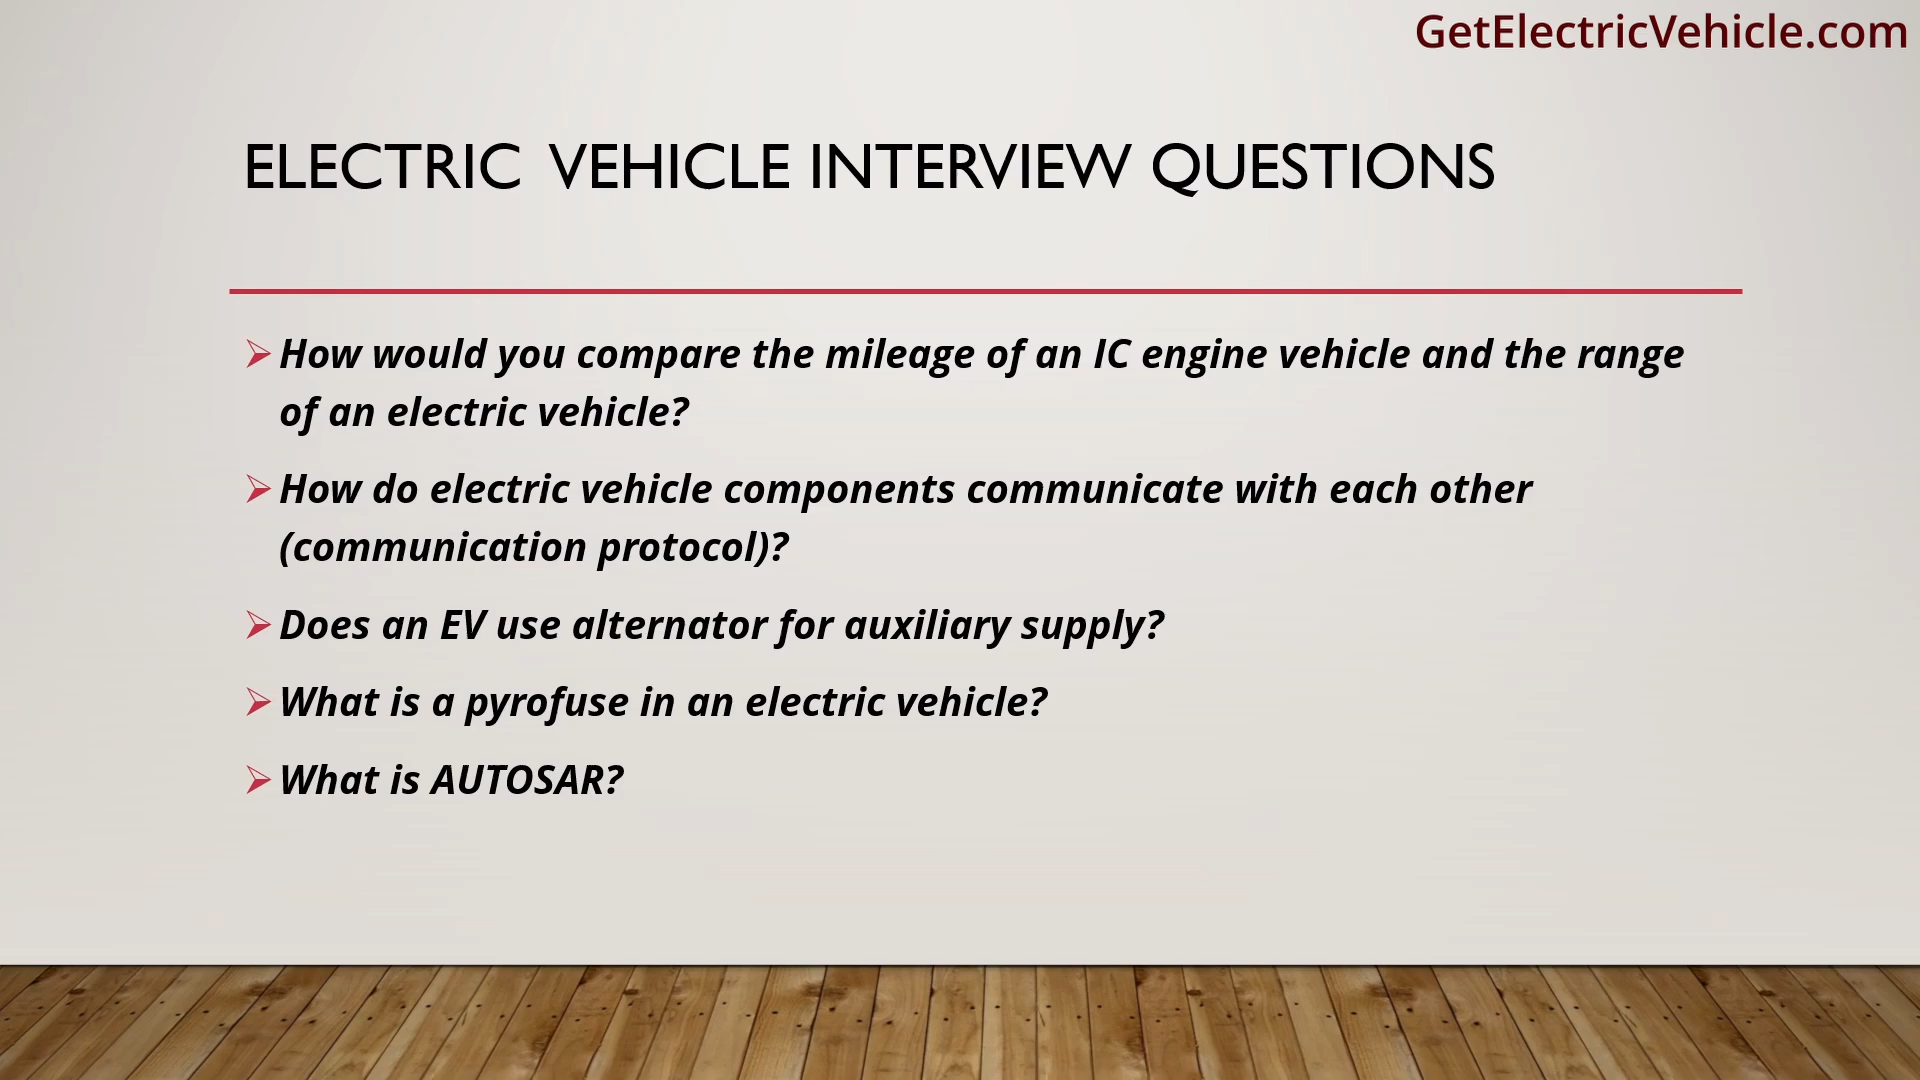 GetElectricVehicle.com
ELECTRIC VEHICLE INTERVIEW QUESTIONS
How would you compare the mileage of an IC engine vehicle and the range
of an electric vehicle?
How do electric vehicle components communicate with each other
(communication protocol)?
Does an EV use alternator for auxiliary supply?
What is a pyrofuse in an electric vehicle?
What is AUTOSAR?